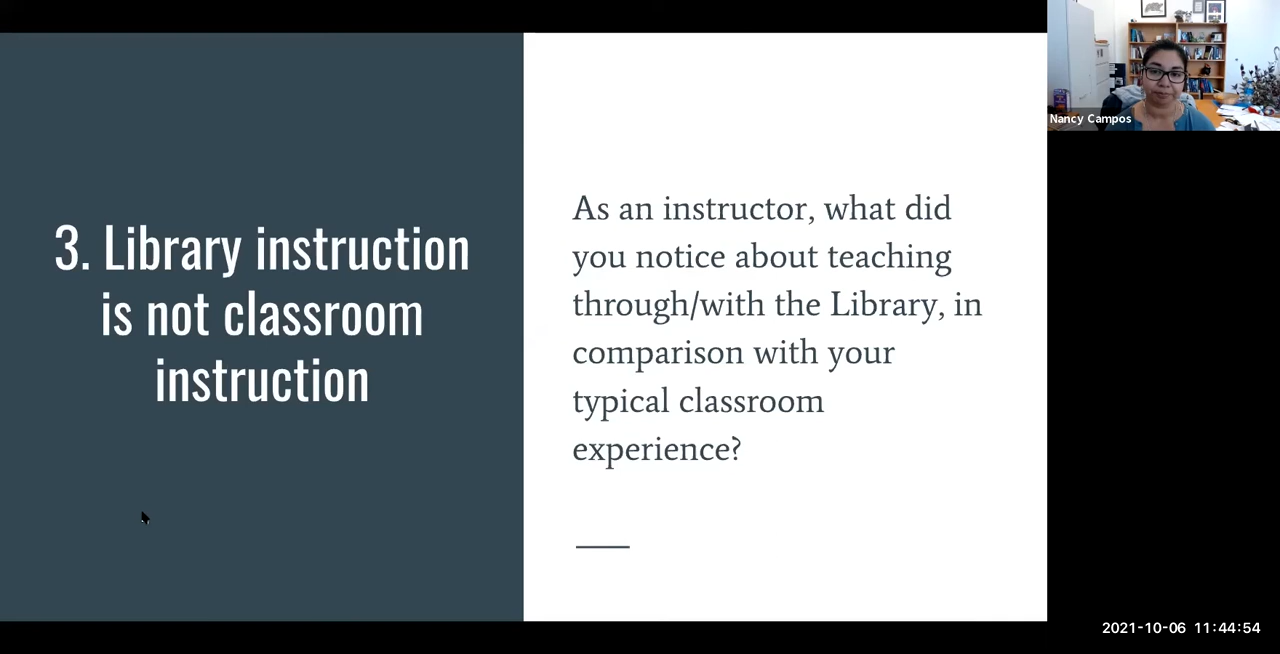 3. Library instruction
is not classroom
instruction
As an instructor, what did
you notice about teaching
through/with the Library, in
comparison with your
typical classroom
experience?
Nancy Campos
2021-10-06 11:44:54